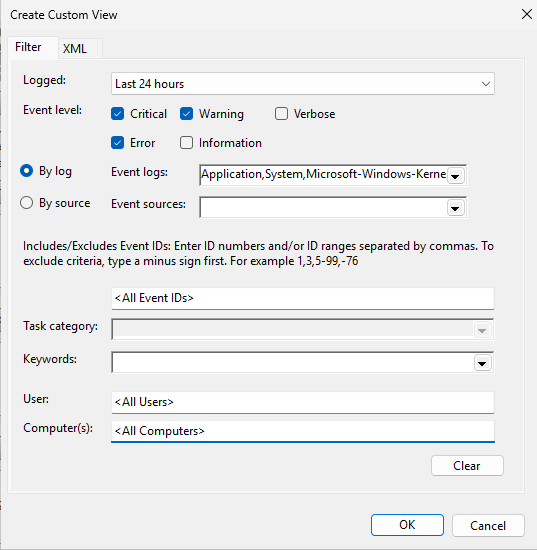 Create Custom View
Filter
XML
Logged:
Last 24 hours
Event level:
Critical
Warning
Verbose
Error
Information
By log
Event logs:
Application,System,Microsoft-Windows-Kerne
By source
Event sources:
Includes/Excludes Event IDs: Enter ID numbers and/or ID ranges separated by commas. To
exclude criteria, type a minus sign first. For example 1,3,5-99,-76
<All Event IDs>
Task category:
Keywords:
User:
<All Users>
Computer(s):
<All Computers>
Clear
OK
Cancel